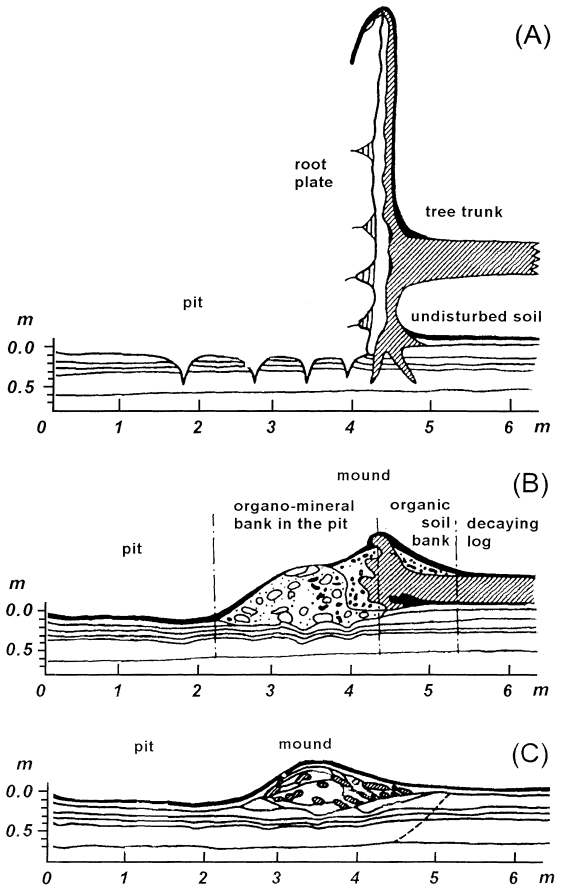 (A)
root
plate
tree trunk
pit
undisturbed soil
m
0.0
0.5
0 1 2 3 4 5 6 m
mound
(B)
organo-mineral
bank in the pit
organic
soil
bank
decaying
log
pit
m
0.0
0.5
0 1 2 3 4 5 6 m
pit
mound
(C)
m
0.0
0.5
0 1 2 3 4 5 6 m